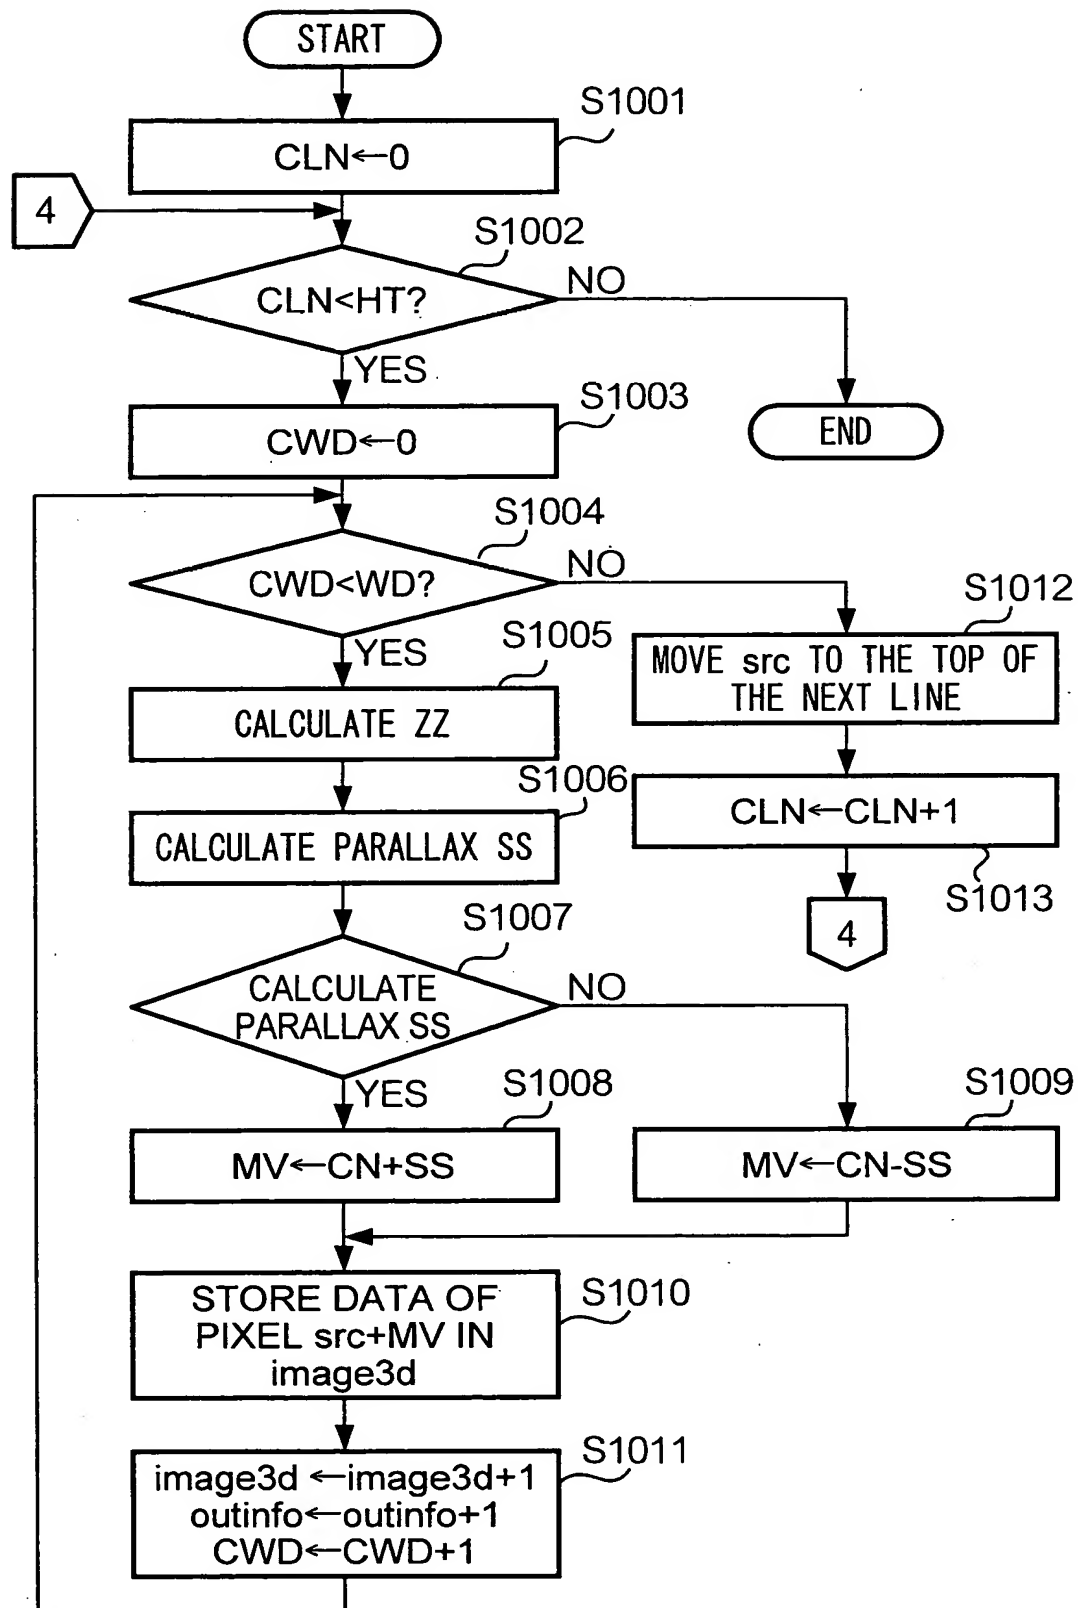 START
S1001
CLN←0
4
S1002
CLN<HT?
NO
YES
S1003
CWD←0
END
S1004
CWD<WD?
NO
YES
S1012
MOVE src TO THE TOP OF
THE NEXT LINE
S1005
CALCULATE ZZ
S1006
CALCULATE PARALLAX SS
CLN←CLN+1
S1013
4
S1007
CALCULATE
PARALLAX SS
NO
YES
S1008
MV←CN+SS
S1009
MV←CN-SS
S1010
STORE DATA OF
PIXEL src+MV IN
image3d
S1011
image3d ←image3d+1
outinfo←outinfo+1
CWD←CWD+1